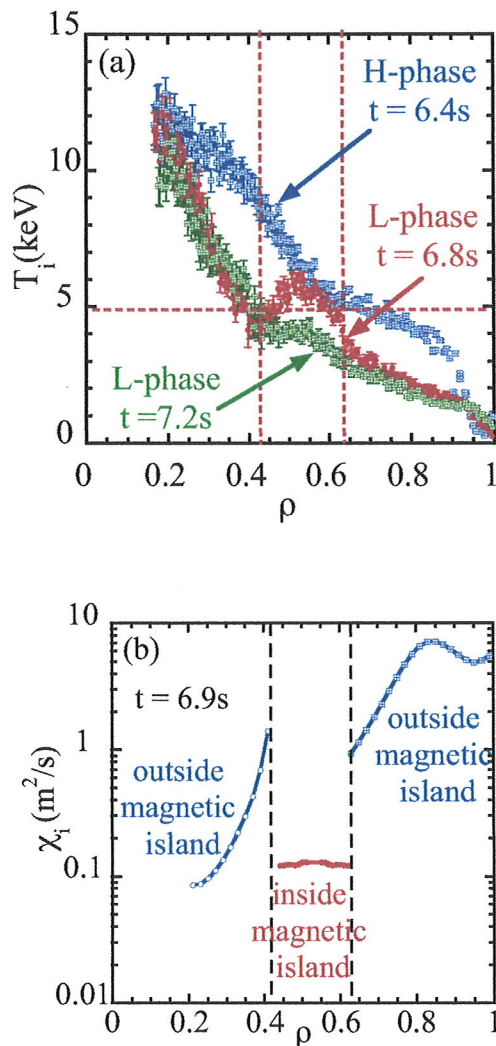 15
(a)
H-phase
t = 6.4s
10
T_i(keV)
L-phase
t = 6.8s
5
L-phase
t =7.2s
0
0 0.2 0.4 0.6 0.8 1
ρ
10
(b)
t = 6.9s
χ_i(m²/s)
1
outside
magnetic
island
outside
magnetic
island
0.1
inside
magnetic
island
0.01
0 0.2 0.4 0.6 0.8 1
ρ